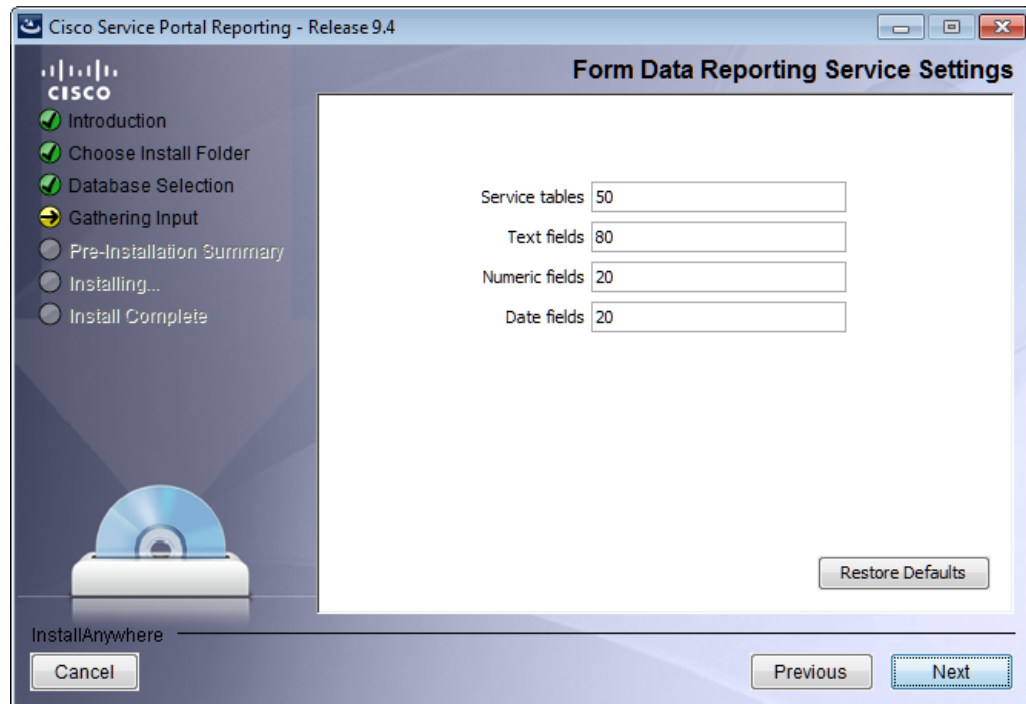 Cisco Service Portal Reporting - Release 9.4
CISCO
Form Data Reporting Service Settings
Introduction
Choose Install Folder
Database Selection
Gathering Input
Pre-Installation Summary
Installing...
Install Complete
Service tables 50
Text fields 80
Numeric fields 20
Date fields 20
Restore Defaults
InstallAnywhere
Cancel
Previous
Next